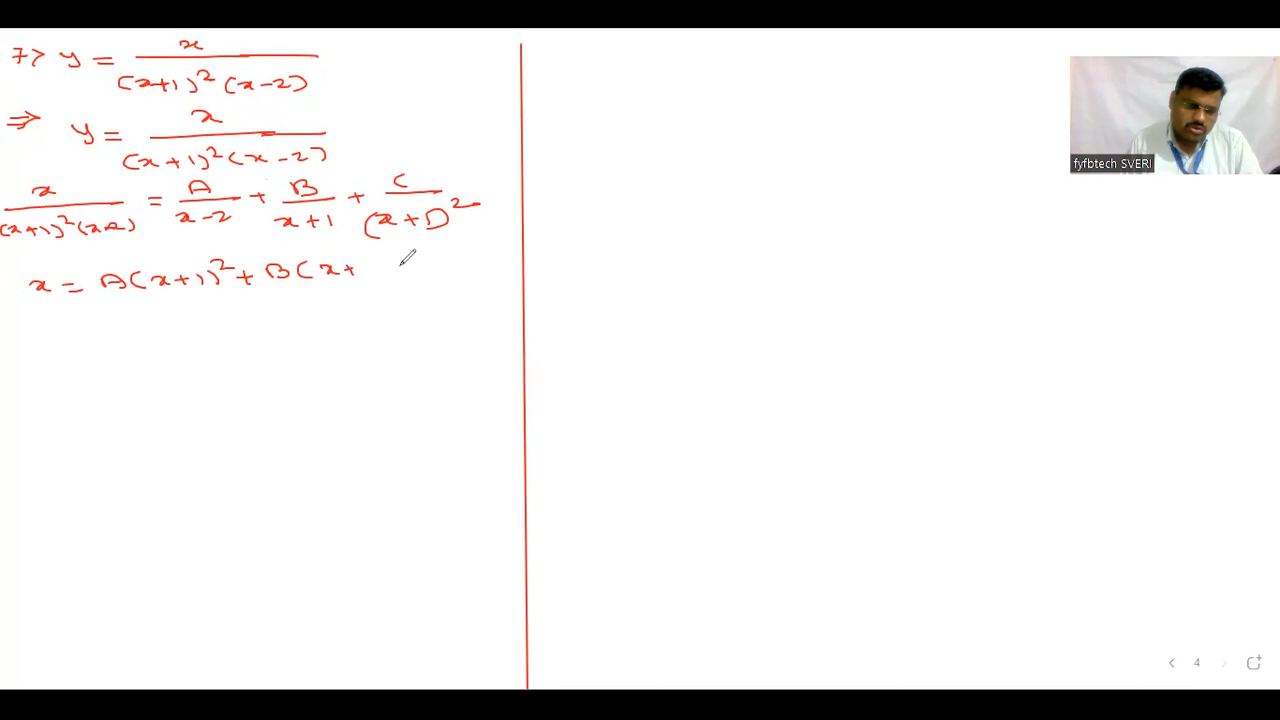 7> y = x / (x+1)² (x-2)
⇒ y = x / (x+1)² (x-2)
x / (x+1)² (x-2) = A / x-2 + B / x+1 + C / (x+1)²
x = A(x+1)² + B(x+
fyfbtech SVERI
4